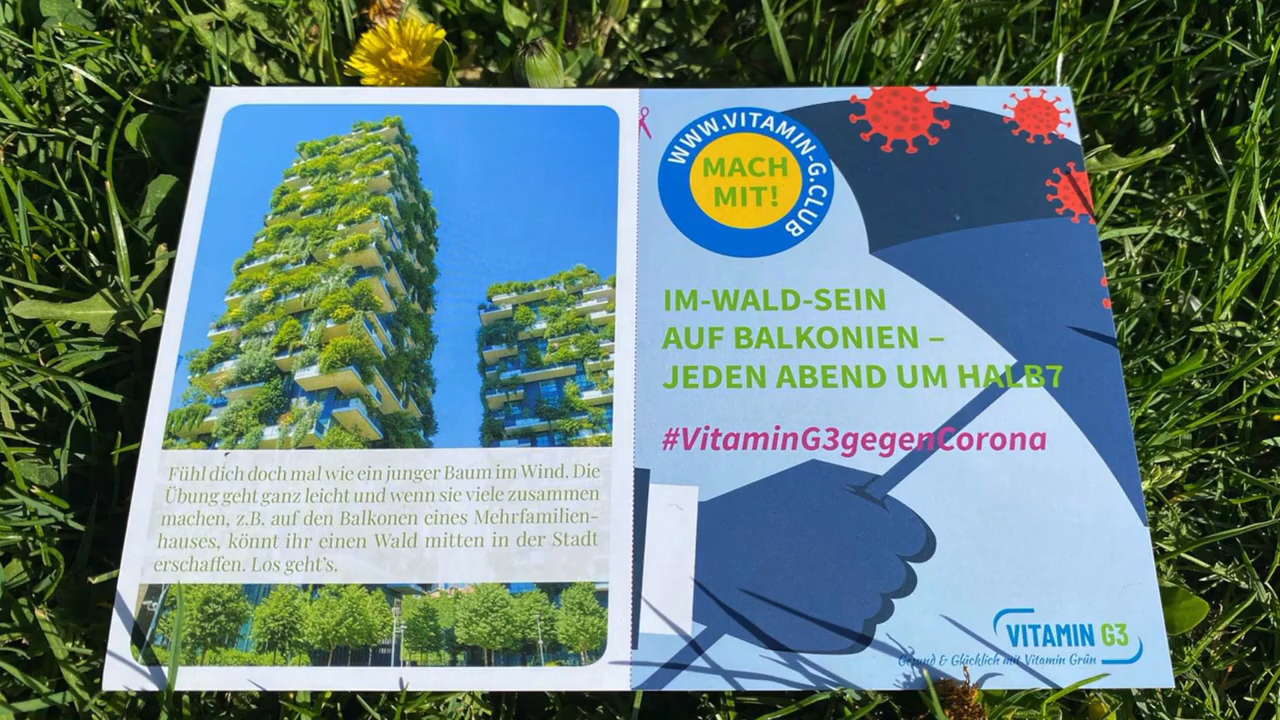 Fühl dich doch mal wie ein junger Baum im Wind. Die
Übung geht ganz leicht und wenn sie viele zusammen
machen, z.B. auf den Balkonen eines Mehrfamilien-
hauses, könnt ihr einen Wald mitten in der Stadt
erschaffen. Los geht's.
WWW.VITAMIN-G.CLUB
MACH
MIT!
IM-WALD-SEIN
AUF BALKONIEN –
JEDEN ABEND UM HALB7
#VitaminG3gegenCorona
VITAMIN G3
Gesund & Glücklich mit Vitamin Grün